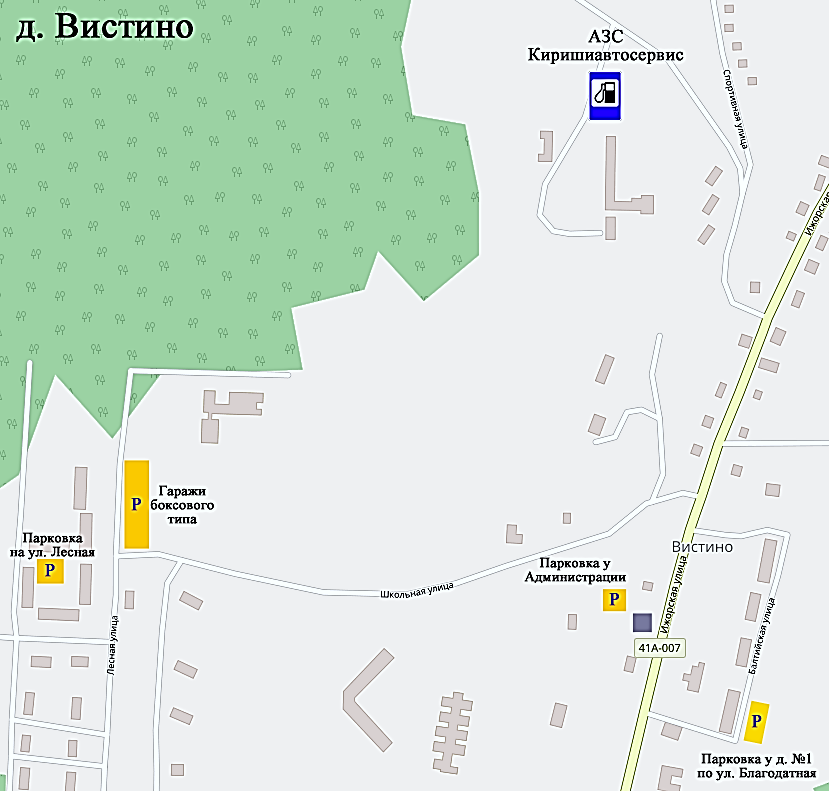 д. Вистино
АЗС
Киришиавтосервис
Спортивная улица
Ижорская
Гаражи
боксового
типа
P
Парковка
на ул. Лесная
P
Парковка у
Администрации
P
Вистино
Школьная улица
Ижорская улица
41А-007
Лесная улица
Балтийская улица
P
Парковка у д. №1
по ул. Благодатная